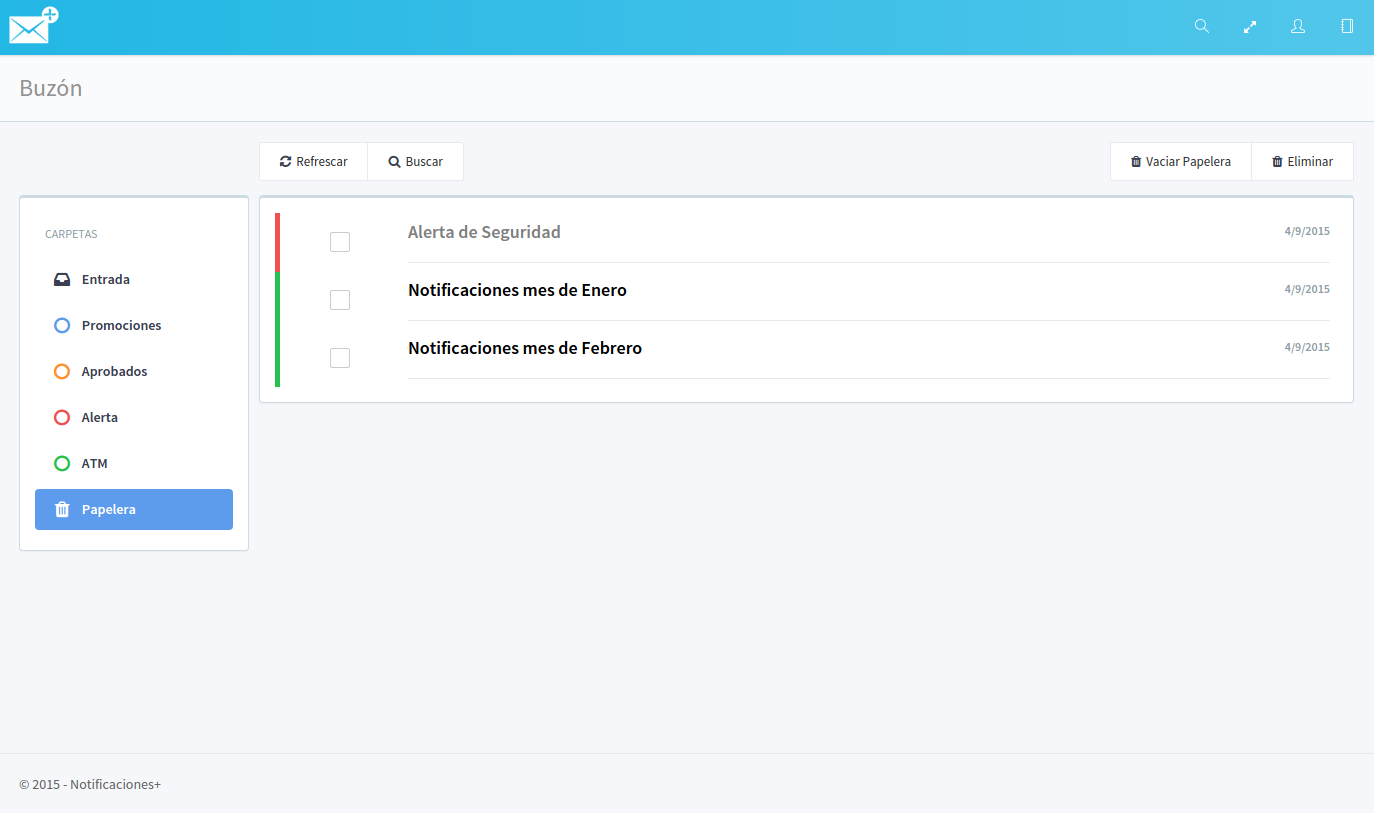 Buzón
Refrescar
Buscar
Vaciar Papelera
Eliminar
CARPETAS
Entrada
Promociones
Aprobados
Alerta
ATM
Papelera
Alerta de Seguridad
4/9/2015
Notificaciones mes de Enero
4/9/2015
Notificaciones mes de Febrero
4/9/2015
© 2015 - Notificaciones+